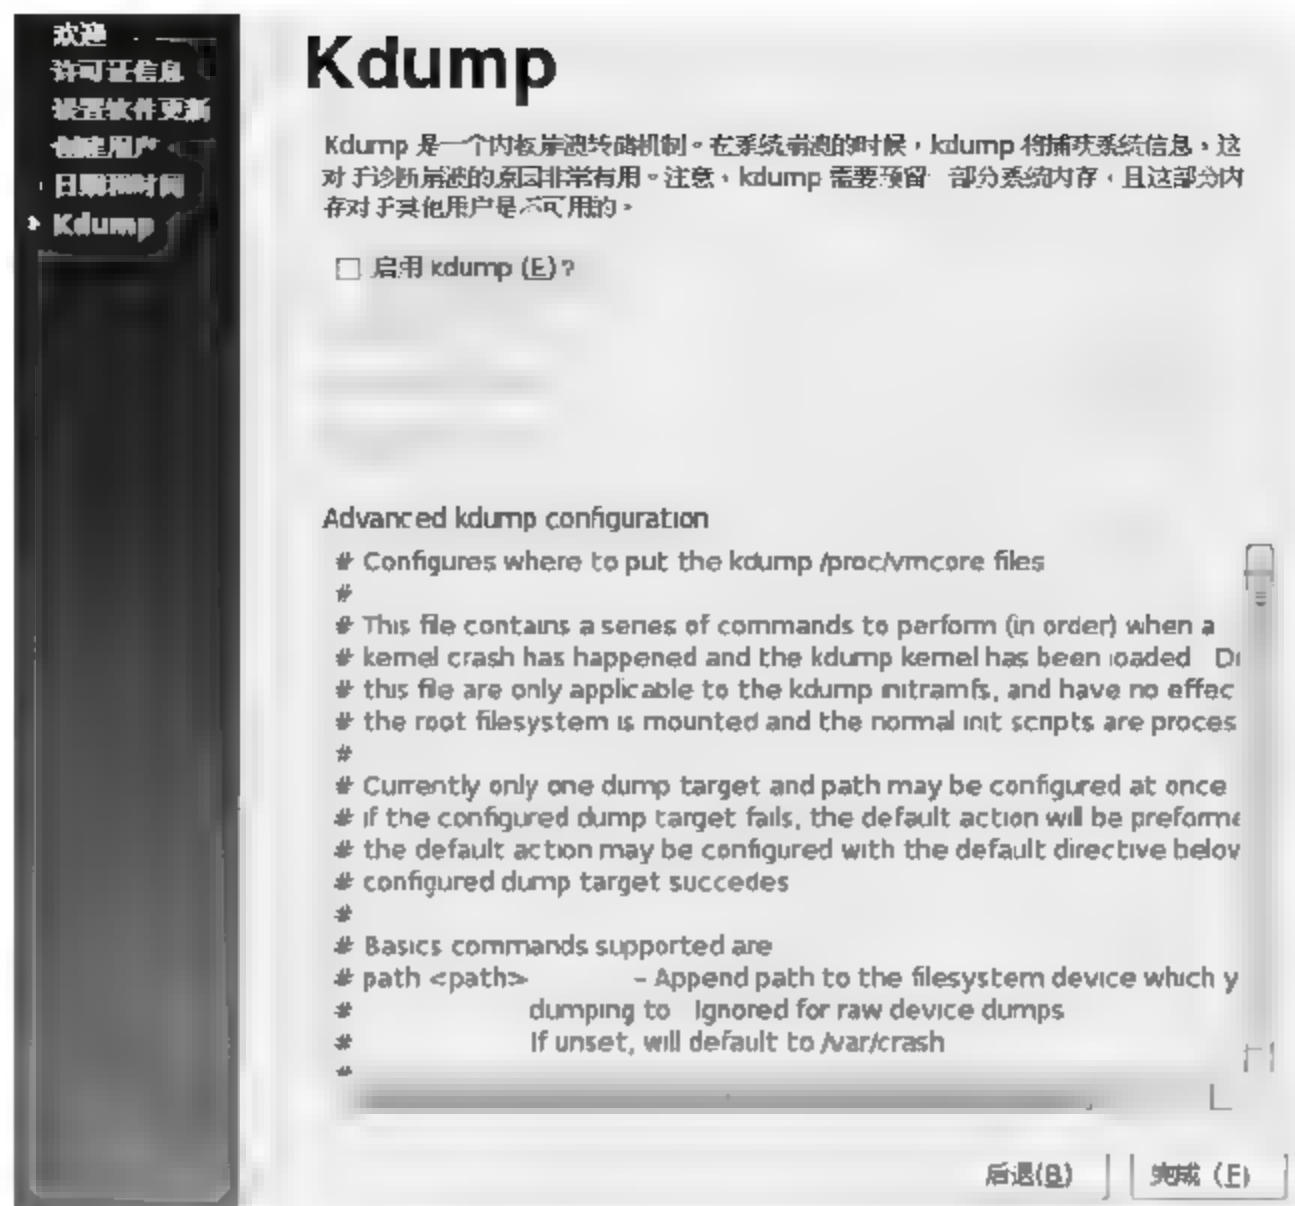 欢迎
许可证信息
设置软件更新
创建用户
日期和时间
Kdump
Kdump
Kdump 是一个内核崩溃转储机制。在系统崩溃的时候,kdump 将捕获系统信息,这
对于诊断崩溃的原因非常有用。注意,kdump 需要预留 部分系统内存,且这部分内
存对于其他用户是不可用的。
启用 kdump (E)?
Advanced kdump configuration
# Configures where to put the kdump /proc/vmcore files
#
# This file contains a series of commands to perform (in order) when a
# kernel crash has happened and the kdump kernel has been loaded Di
# this file are only applicable to the kdump initramfs, and have no effec
# the root filesystem is mounted and the normal init scripts are proces
#
# Currently only one dump target and path may be configured at once
# if the configured dump target fails, the default action will be preforme
# the default action may be configured with the default directive below
# configured dump target succedes
#
# Basics commands supported are
# path <path> - Append path to the filesystem device which y
# dumping to Ignored for raw device dumps
# If unset, will default to /var/crash
#
后退(B)
完成 (F)